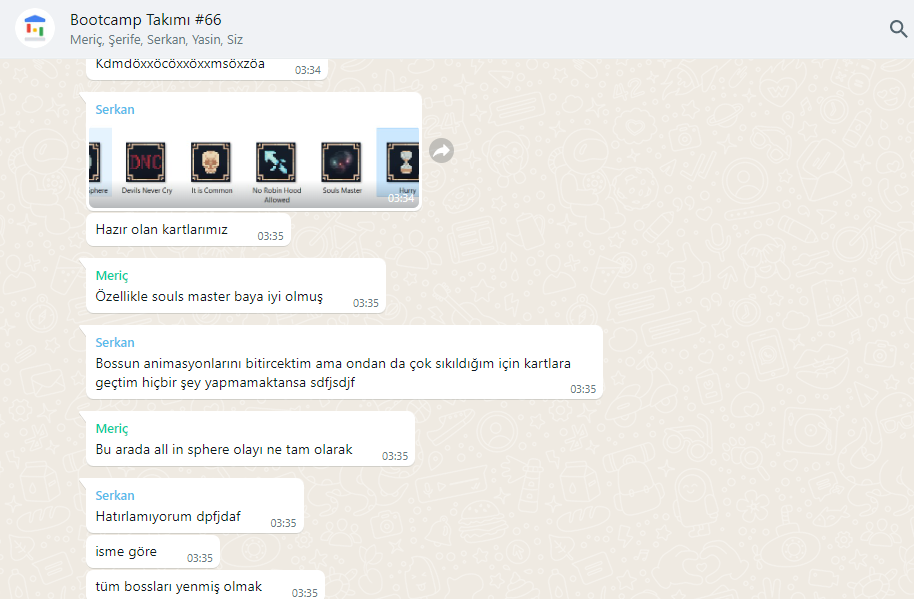 Bootcamp Takımı #66
Meriç, Şerife, Serkan, Yasin, Siz
Kdmdöxxöcöxxöxxmsöxzöa
03:34
Serkan
sphere
Devils Never Cry
It is Common
No Robin Hood
Allowed
Souls Master
Hurry
DNC
03:34
Hazır olan kartlarımız
03:35
Meriç
Özellikle souls master baya iyi olmuş
03:35
Serkan
Bossun animasyonlarını bitircektim ama ondan da çok sıkıldığım için kartlara
geçtim hiçbir şey yapmamaktansa sdfjsdjf
03:35
Meriç
Bu arada all in sphere olayı ne tam olarak
03:35
Serkan
Hatırlamıyorum dpfjdaf
03:35
isme göre
03:35
tüm bossları yenmiş olmak
03:35